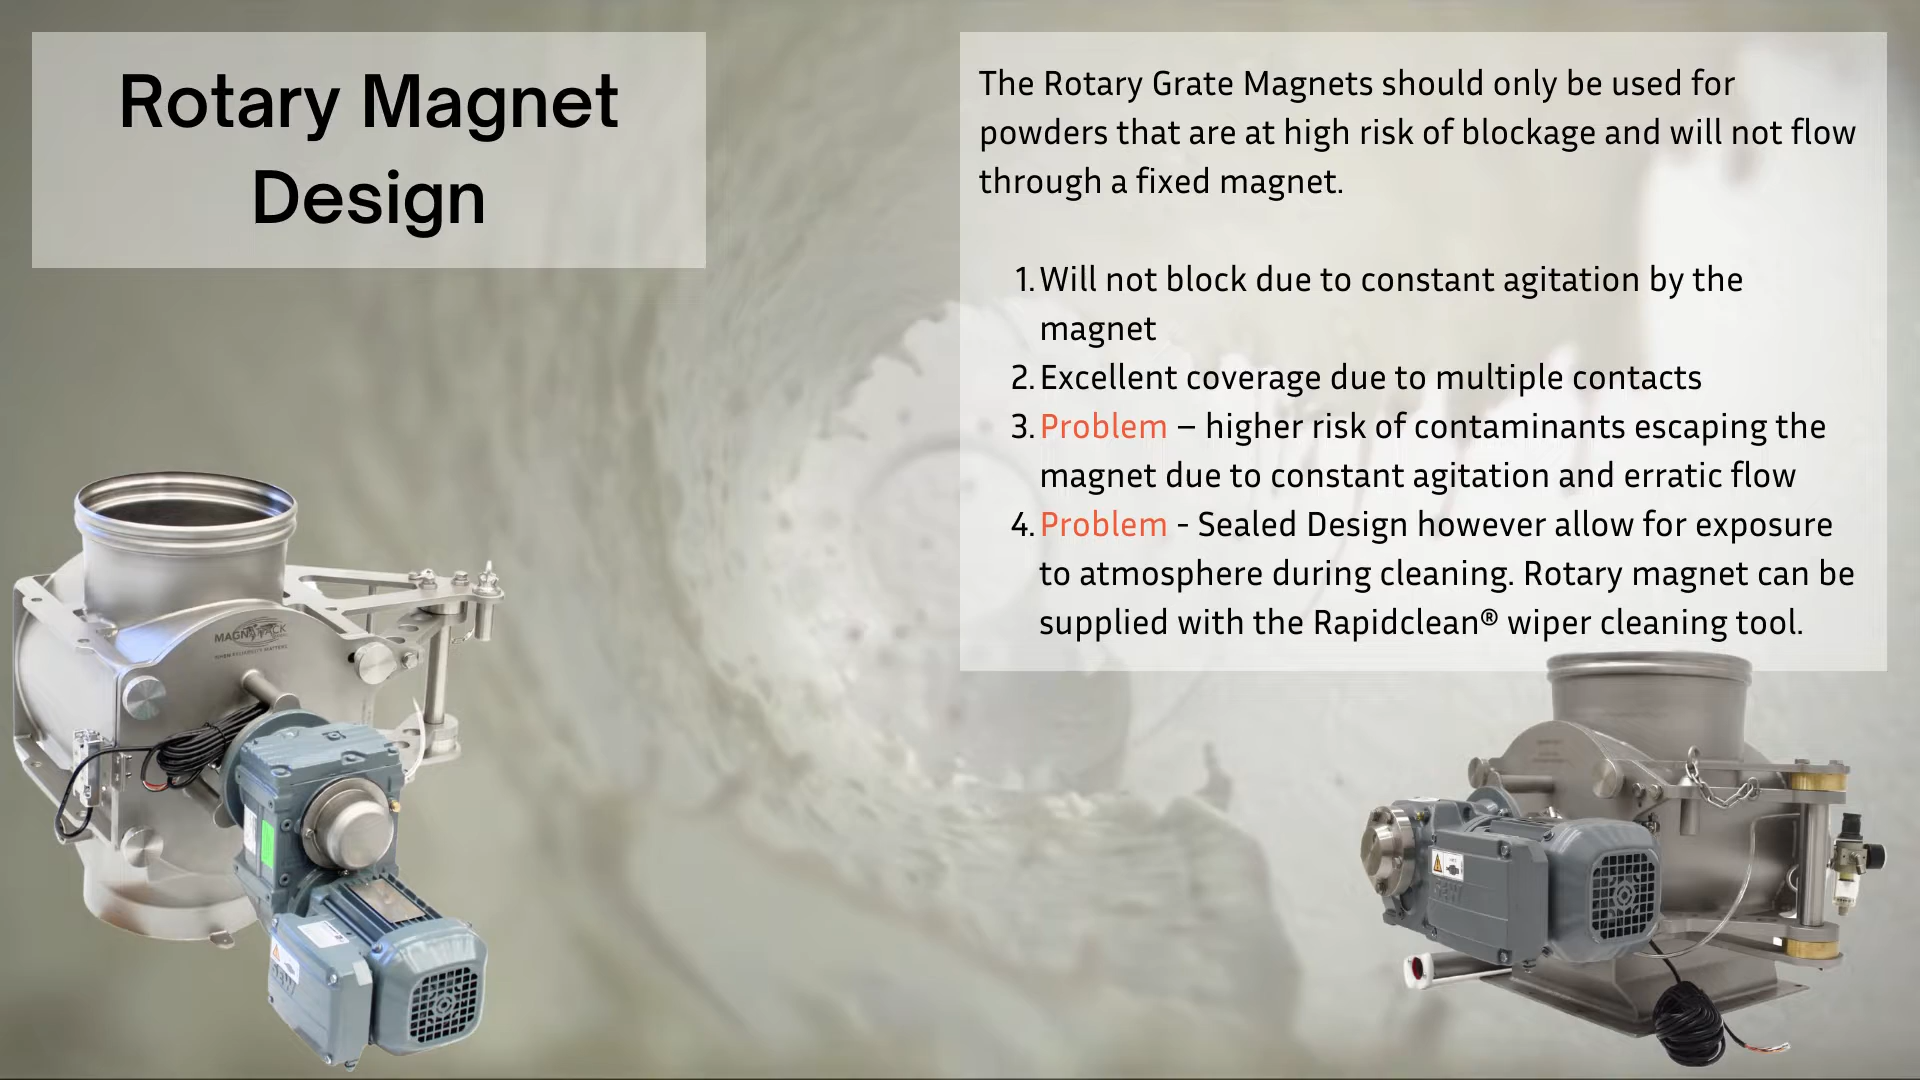 Rotary Magnet
Design
The Rotary Grate Magnets should only be used for
powders that are at high risk of blockage and will not flow
through a fixed magnet.
1. Will not block due to constant agitation by the
magnet
2. Excellent coverage due to multiple contacts
3. Problem – higher risk of contaminants escaping the
magnet due to constant agitation and erratic flow
4. Problem - Sealed Design however allow for exposure
to atmosphere during cleaning. Rotary magnet can be
supplied with the Rapidclean® wiper cleaning tool.